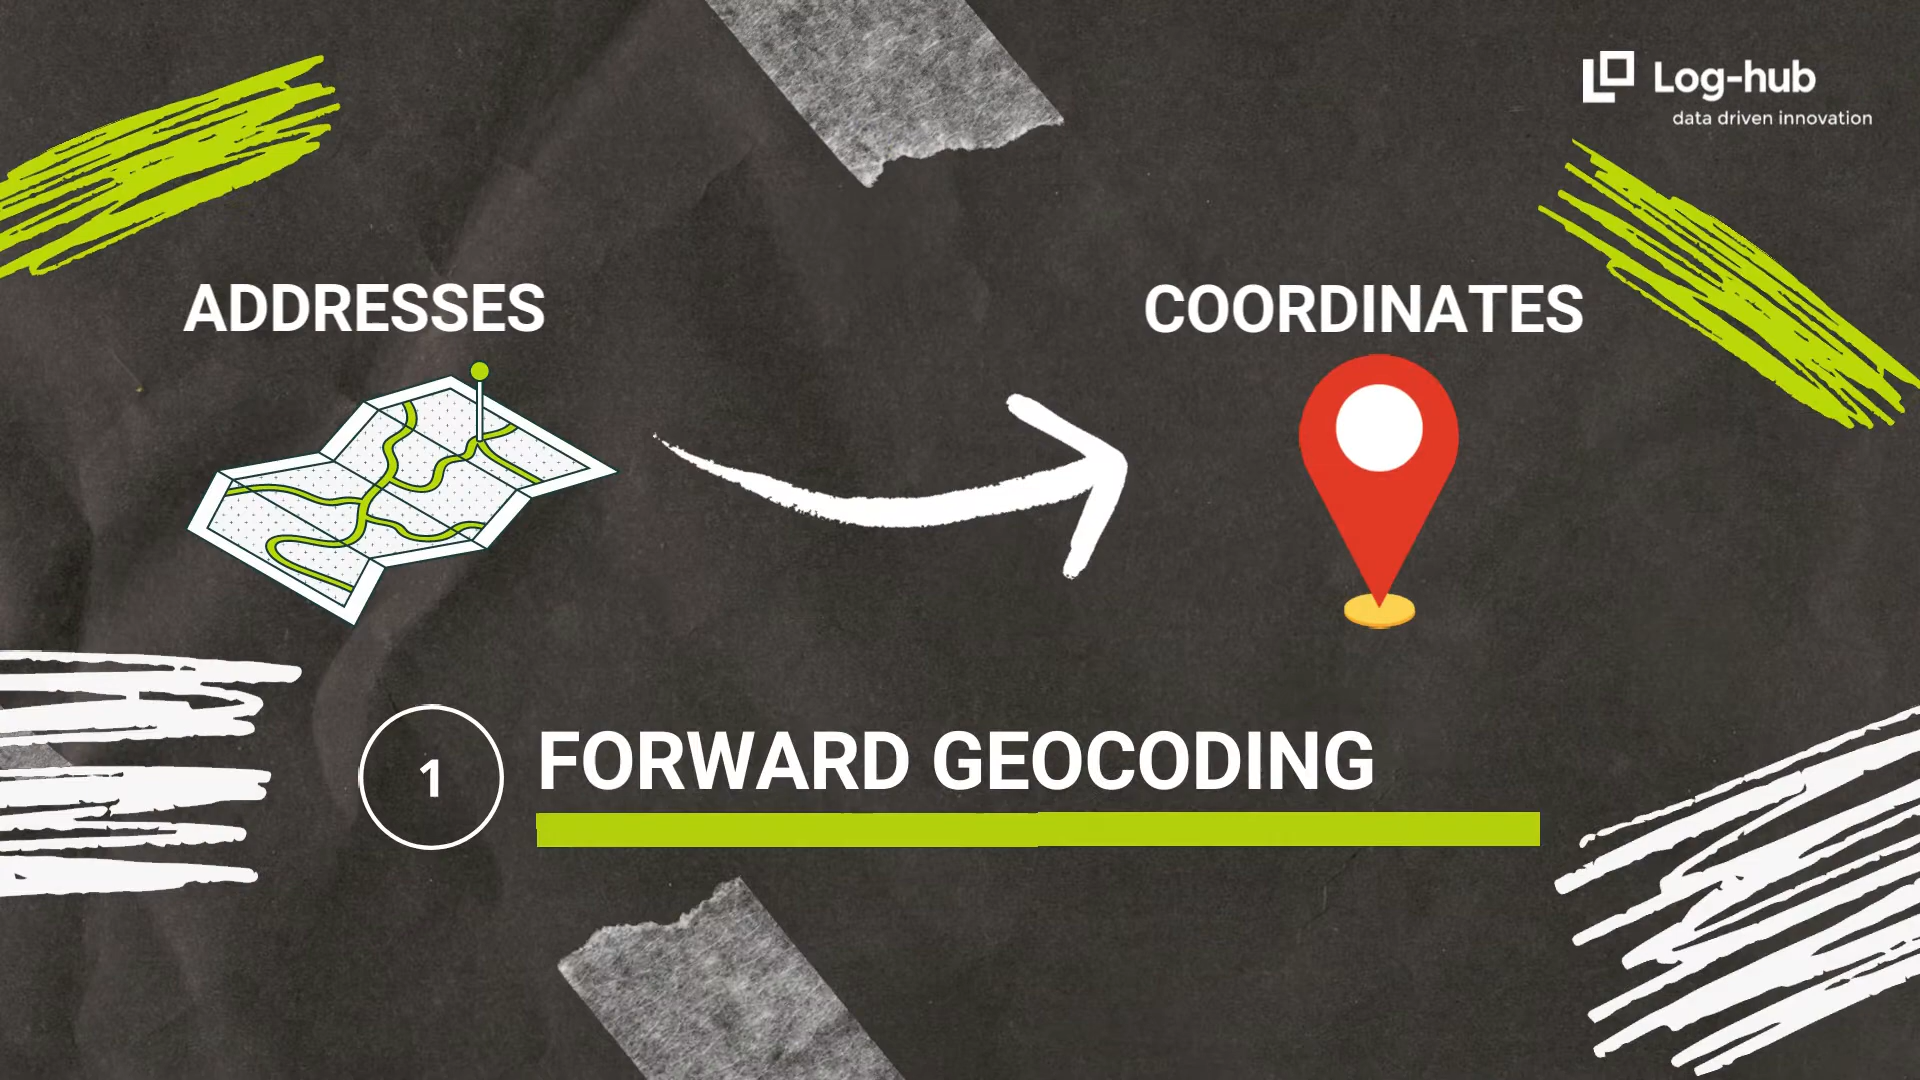 Log-hub
data driven innovation
ADDRESSES
COORDINATES
1
FORWARD GEOCODING